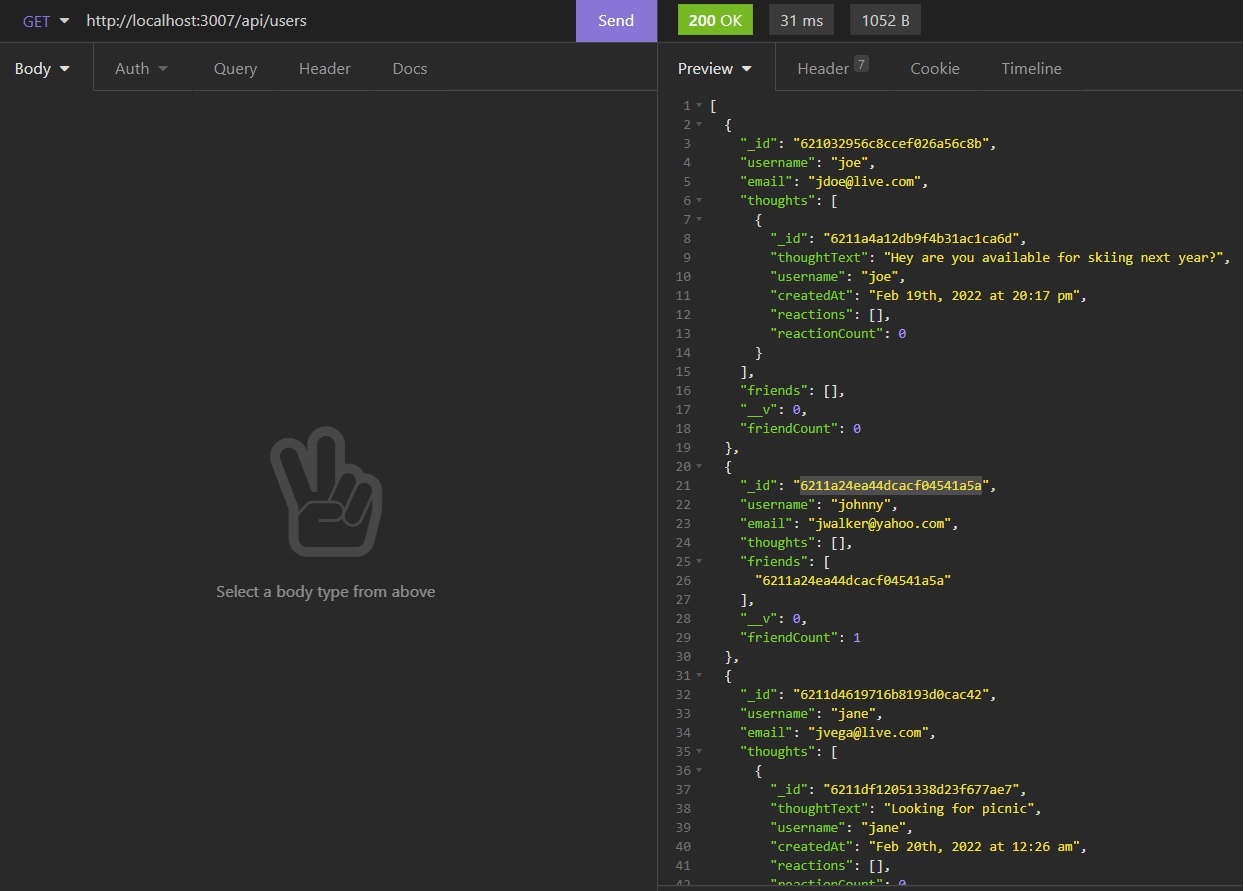 GET http://localhost:3007/api/users Send 200 OK 31 ms 1052 B
Body Auth Query Header Docs Preview Header 7 Cookie Timeline
1 [
2 {
3 "_id": "621032956c8ccef026a56c8b",
4 "username": "joe",
5 "email": "jdoe@live.com",
6 "thoughts": [
7 {
8 "_id": "6211a4a12db9f4b31ac1ca6d",
9 "thoughtText": "Hey are you available for skiing next year?",
10 "username": "joe",
11 "createdAt": "Feb 19th, 2022 at 20:17 pm",
12 "reactions": [],
13 "reactionCount": 0
14 }
15 ],
16 "friends": [],
17 "__v": 0,
18 "friendCount": 0
19 },
20 {
21 "_id": "6211a24ea44dcacf04541a5a",
22 "username": "johnny",
23 "email": "jwalker@yahoo.com",
24 "thoughts": [],
25 "friends": [
26 "6211a24ea44dcacf04541a5a"
27 ],
28 "__v": 0,
29 "friendCount": 1
30 },
31 {
32 "_id": "6211d4619716b8193d0cac42",
33 "username": "jane",
34 "email": "jvega@live.com",
35 "thoughts": [
36 {
37 "_id": "6211df12051338d23f677ae7",
38 "thoughtText": "Looking for picnic",
39 "username": "jane",
40 "createdAt": "Feb 20th, 2022 at 12:26 am",
41 "reactions": [],
42 "reactionCount": 0
Select a body type from above